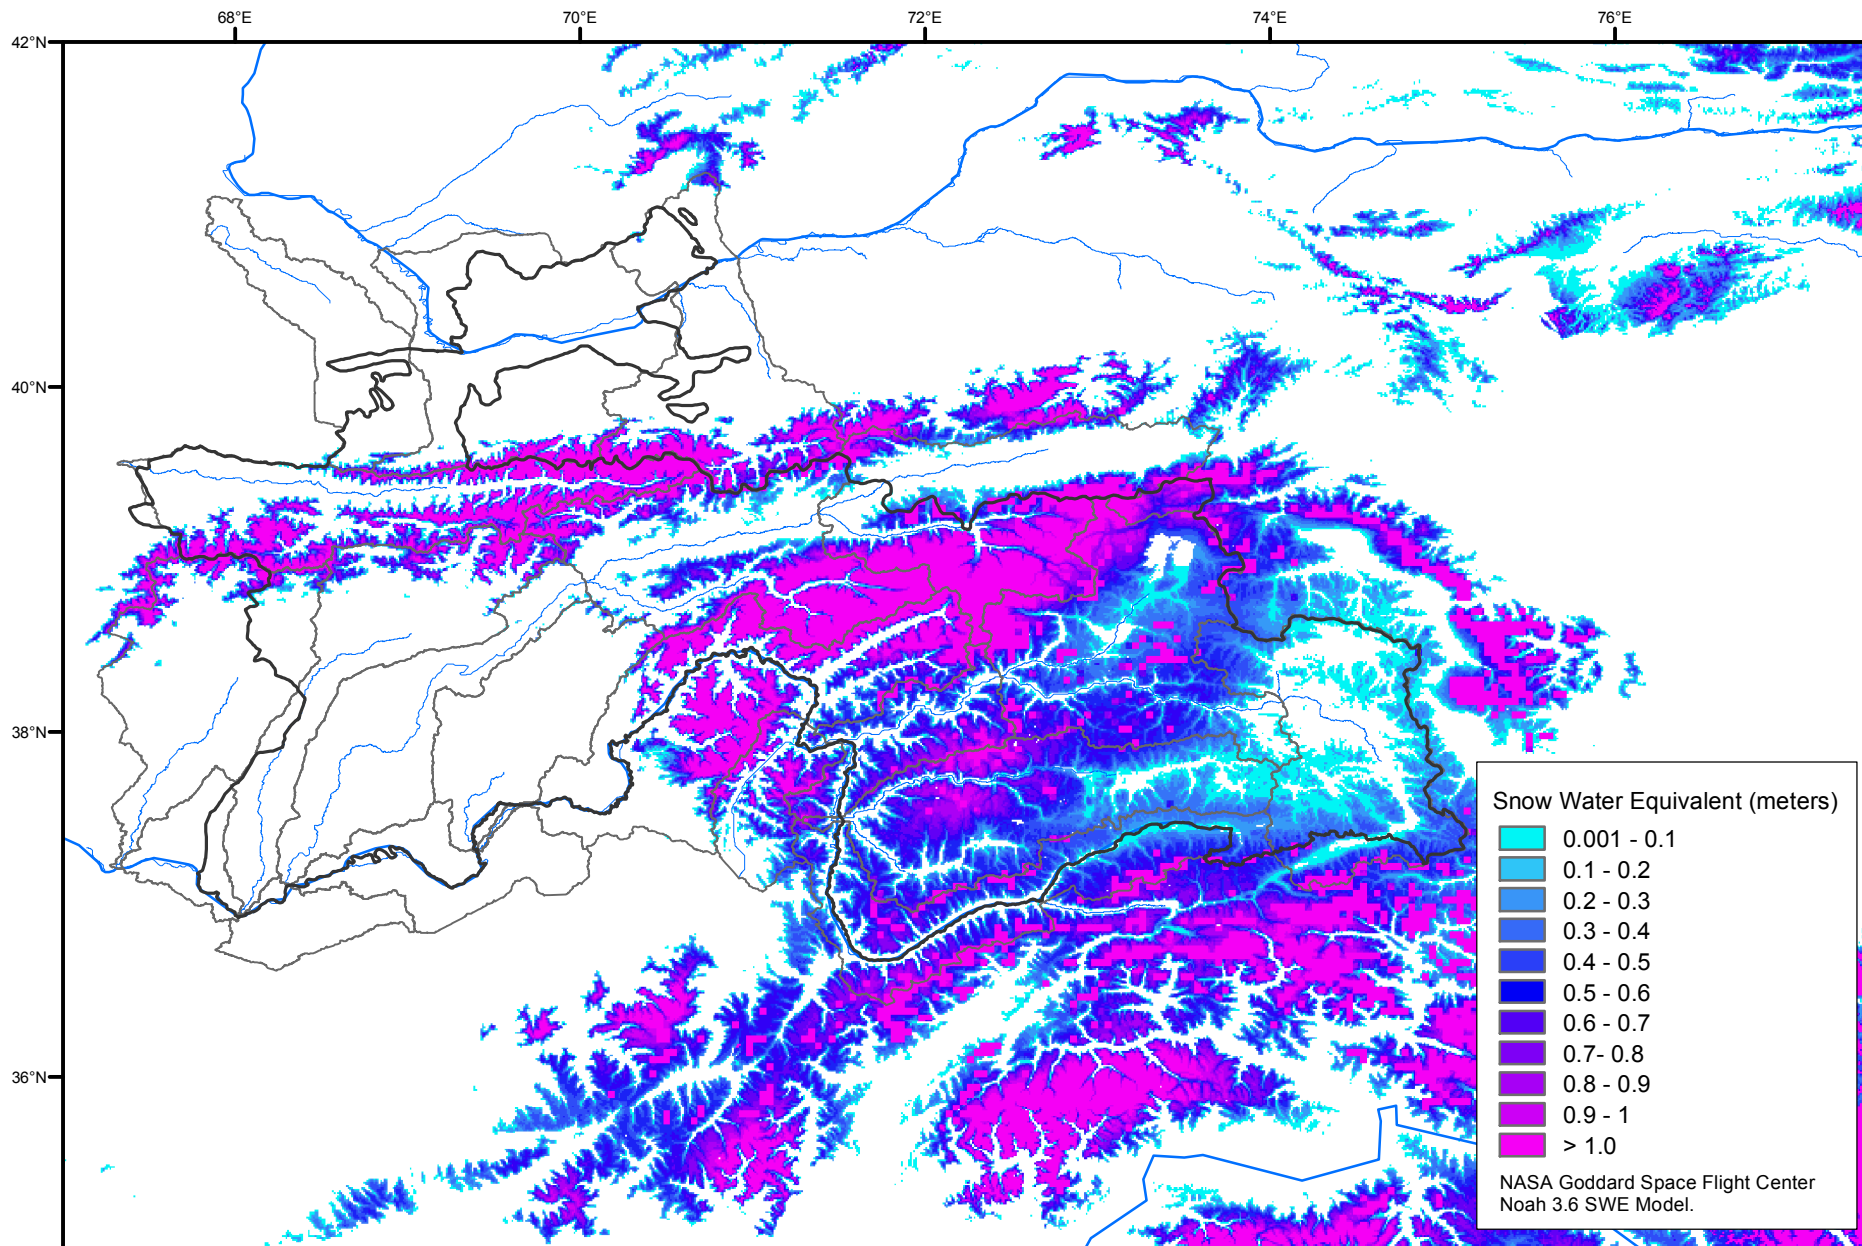 68°E
70°E
72°E
74°E
76°E
42°N
40°N
38°N
36°N
Snow Water Equivalent (meters)
0.001 - 0.1
0.1 - 0.2
0.2 - 0.3
0.3 - 0.4
0.4 - 0.5
0.5 - 0.6
0.6 - 0.7
0.7- 0.8
0.8 - 0.9
0.9 - 1
> 1.0
NASA Goddard Space Flight Center
Noah 3.6 SWE Model.